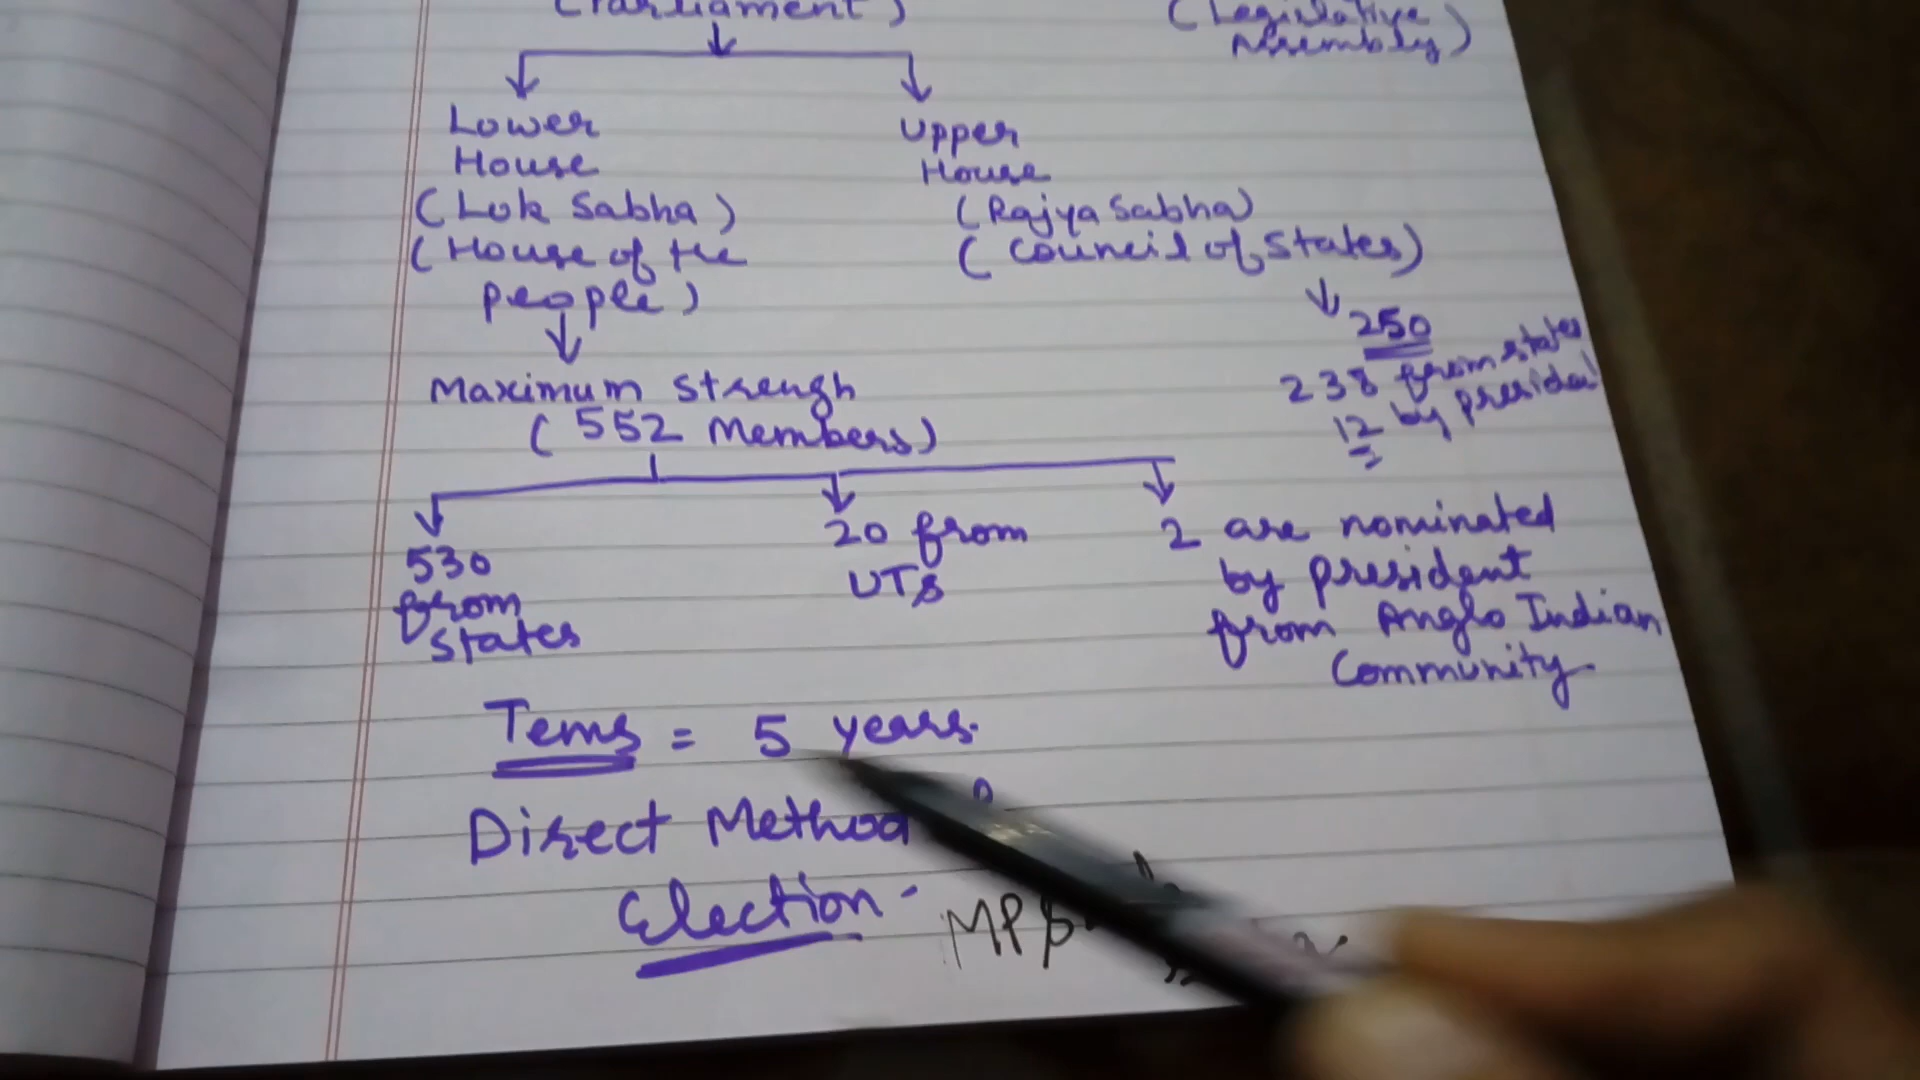 (Parliament)
(Legislative
Assembly)
Lower
House
(Lok Sabha)
(House of the
people)
Upper
House
(Rajya Sabha)
(Council of States)
250
238 from states
12 by president
Maximum Strengh
(552 Members)
530
from
states
20 from
UTs
2 are nominated
by president
from Anglo Indian
Community.
Tems = 5 years.
Direct Method
Election - MPs